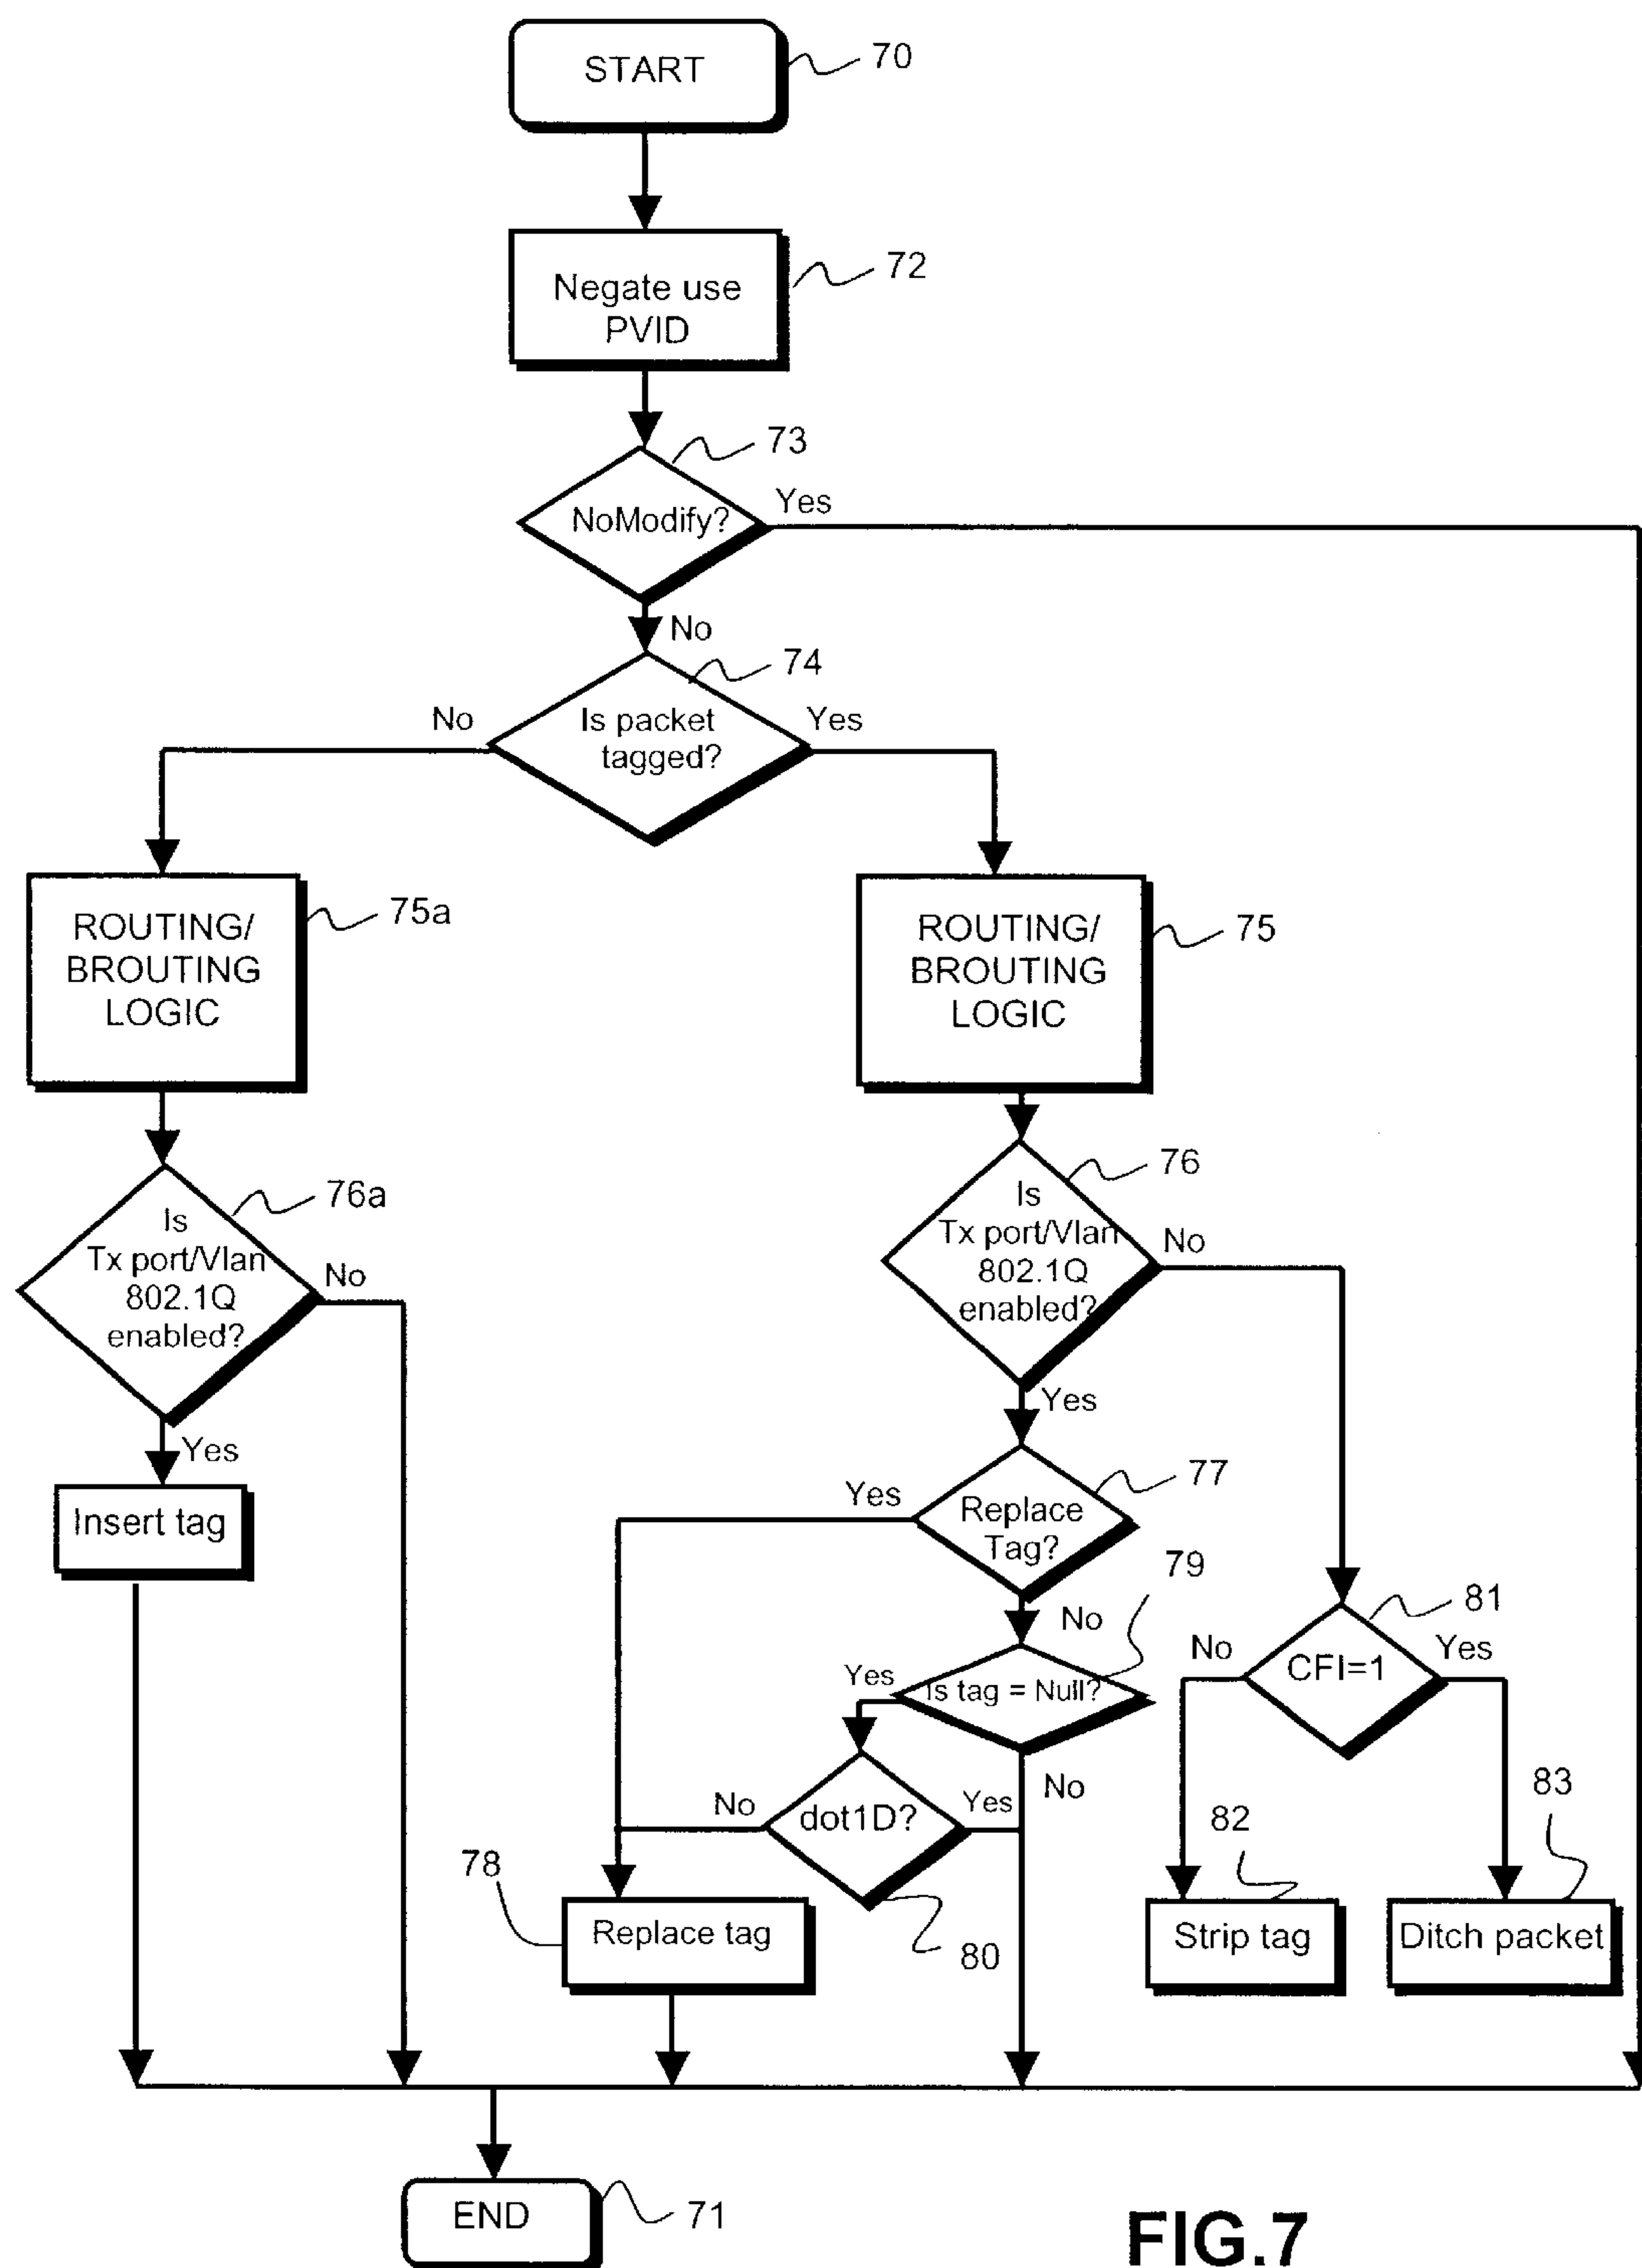 START
70
Negate use
PVID
72
73
NoModify?
Yes
No
74
No
Is packet
tagged?
Yes
ROUTING/
BROUTING
LOGIC
75a
ROUTING/
BROUTING
LOGIC
75
76a
Is
Tx port/Vlan
802.1Q
enabled?
No
Yes
Insert tag
76
Is
Tx port/Vlan
802.1Q
enabled?
No
Yes
77
Yes
Replace
Tag?
79
No
Yes
Is tag = Null?
No
81
No
CFI=1
Yes
No
dot1D?
Yes
80
78
Replace tag
82
Strip tag
83
Ditch packet
END
71
FIG.7